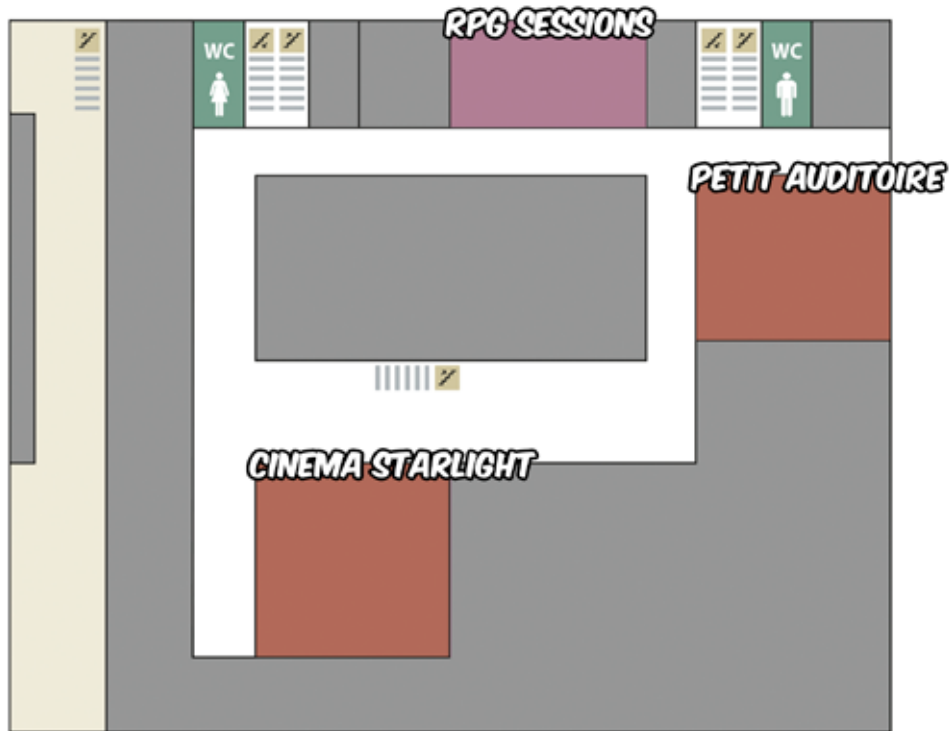 RPG SESSIONS
WC
WC
PETIT AUDITOIRE
CINEMA STARLIGHT